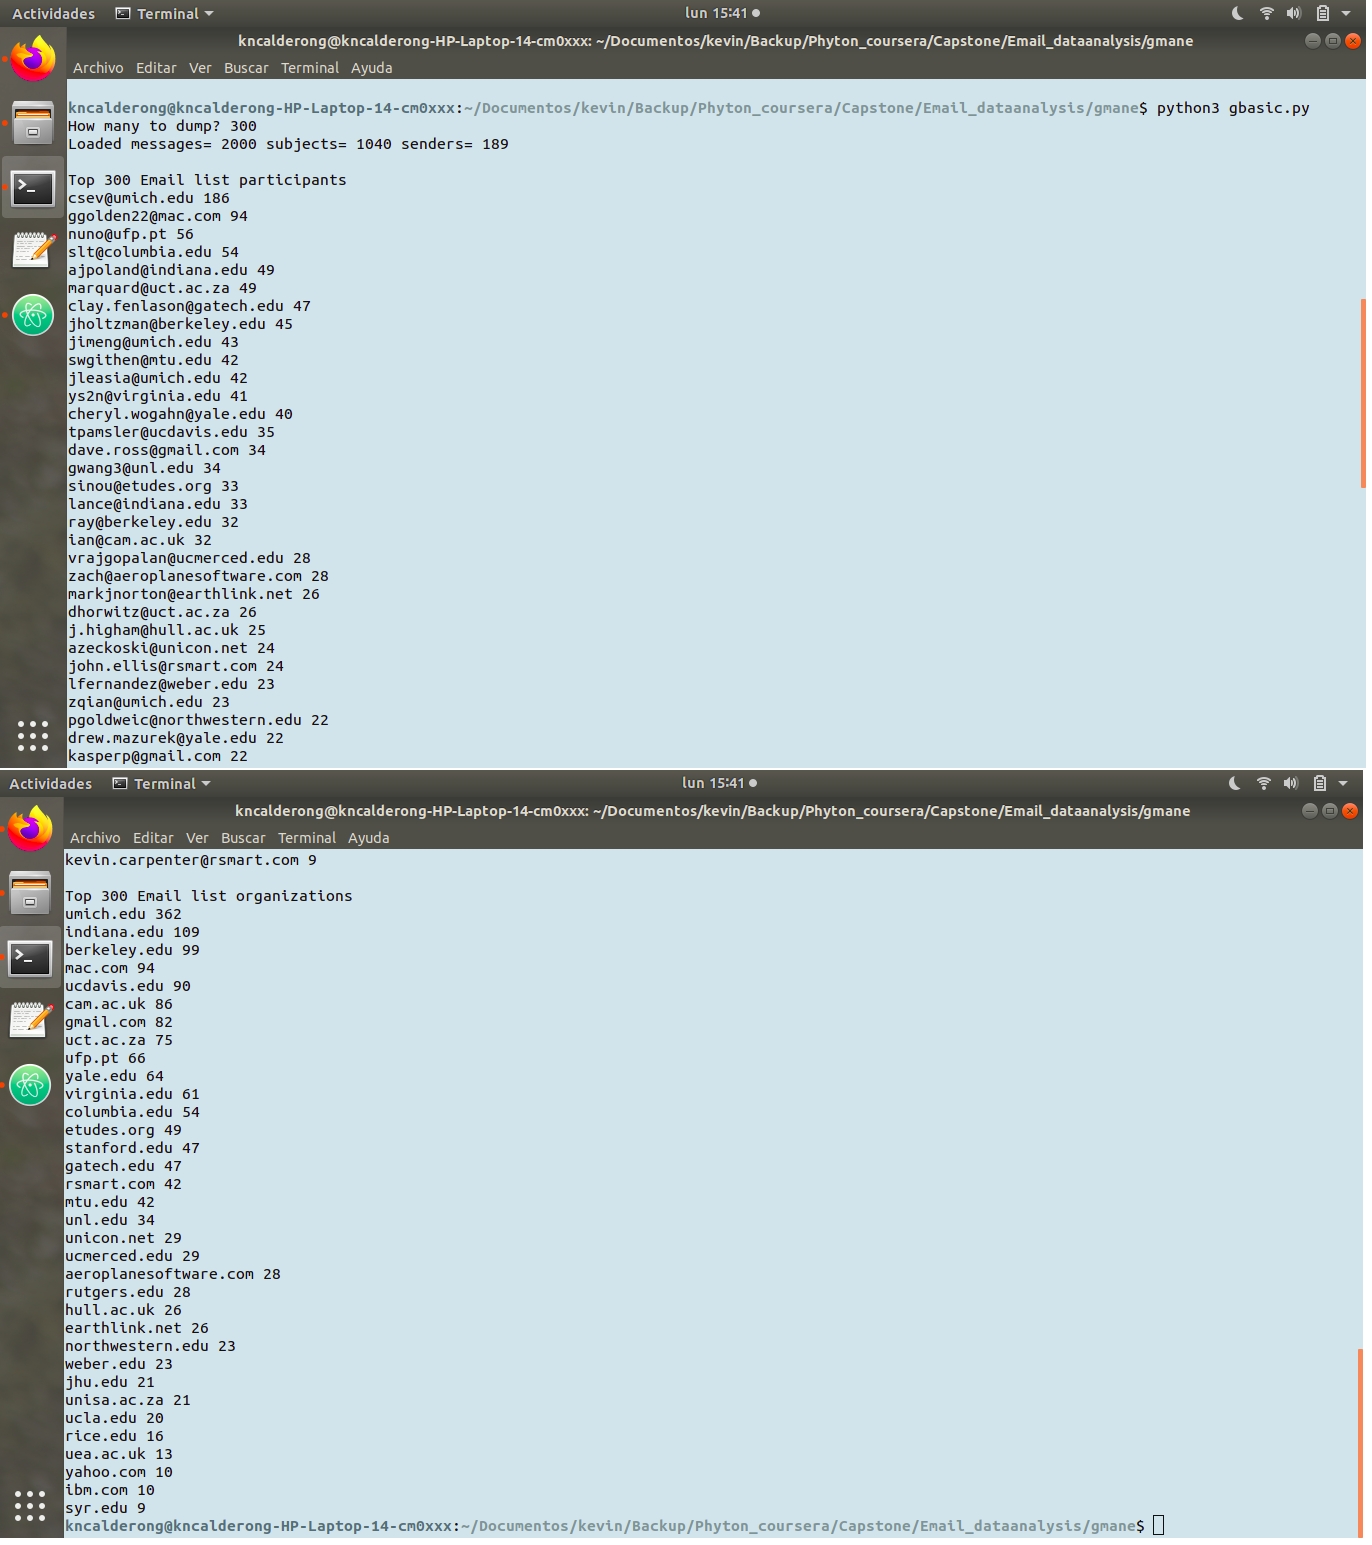 Actividades Terminal lun 15:41
kncalderong@kncalderong-HP-Laptop-14-cm0xxx: ~/Documentos/kevin/Backup/Phyton_coursera/Capstone/Email_dataanalysis/gmane
Archivo Editar Ver Buscar Terminal Ayuda
kncalderong@kncalderong-HP-Laptop-14-cm0xxx:~/Documentos/kevin/Backup/Phyton_coursera/Capstone/Email_dataanalysis/gmane$ python3 gbasic.py
How many to dump? 300
Loaded messages= 2000 subjects= 1040 senders= 189
Top 300 Email list participants
csev@umich.edu 186
ggolden22@mac.com 94
nuno@ufp.pt 56
slt@columbia.edu 54
ajpoland@indiana.edu 49
marquard@uct.ac.za 49
clay.fenlason@gatech.edu 47
jholtzman@berkeley.edu 45
jimeng@umich.edu 43
swgithen@mtu.edu 42
jleasia@umich.edu 42
ys2n@virginia.edu 41
cheryl.wogahn@yale.edu 40
tpamsler@ucdavis.edu 35
dave.ross@gmail.com 34
gwang3@unl.edu 34
sinou@etudes.org 33
lance@indiana.edu 33
ray@berkeley.edu 32
ian@cam.ac.uk 32
vrajgopalan@ucmerced.edu 28
zach@aeroplanesoftware.com 28
markjnorton@earthlink.net 26
dhorwitz@uct.ac.za 26
j.higham@hull.ac.uk 25
azeckoski@unicon.net 24
john.ellis@rsmart.com 24
lfernandez@weber.edu 23
zqian@umich.edu 23
pgoldweic@northwestern.edu 22
drew.mazurek@yale.edu 22
kasperp@gmail.com 22
Actividades Terminal lun 15:41
kncalderong@kncalderong-HP-Laptop-14-cm0xxx: ~/Documentos/kevin/Backup/Phyton_coursera/Capstone/Email_dataanalysis/gmane
Archivo Editar Ver Buscar Terminal Ayuda
kevin.carpenter@rsmart.com 9
Top 300 Email list organizations
umich.edu 362
indiana.edu 109
berkeley.edu 99
mac.com 94
ucdavis.edu 90
cam.ac.uk 86
gmail.com 82
uct.ac.za 75
ufp.pt 66
yale.edu 64
virginia.edu 61
columbia.edu 54
etudes.org 49
stanford.edu 47
gatech.edu 47
rsmart.com 42
mtu.edu 42
unl.edu 34
unicon.net 29
ucmerced.edu 29
aeroplanesoftware.com 28
rutgers.edu 28
hull.ac.uk 26
earthlink.net 26
northwestern.edu 23
weber.edu 23
jhu.edu 21
unisa.ac.za 21
ucla.edu 20
rice.edu 16
uea.ac.uk 13
yahoo.com 10
ibm.com 10
syr.edu 9
kncalderong@kncalderong-HP-Laptop-14-cm0xxx:~/Documentos/kevin/Backup/Phyton_coursera/Capstone/Email_dataanalysis/gmane$